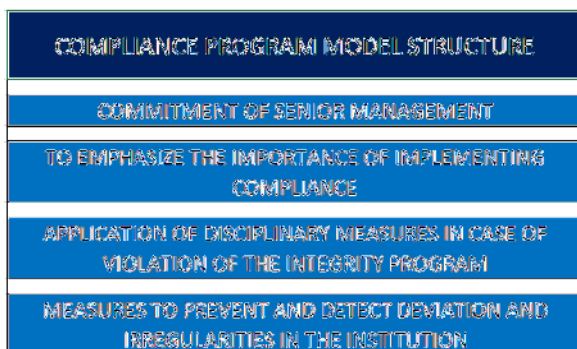 COMPLIANCE PROGRAM MODEL STRUCTURE
COMMITMENT OF SENIOR MANAGEMENT
TO EMPHASIZE THE IMPORTANCE OF IMPLEMENTING
COMPLIANCE
APPLICATION OF DISCIPLINARY MEASURES IN CASE OF
VIOLATION OF THE INTEGRITY PROGRAM
MEASURES TO PREVENT AND DETECT DEVIATION AND
IRREGULARITIES IN THE INSTITUTION